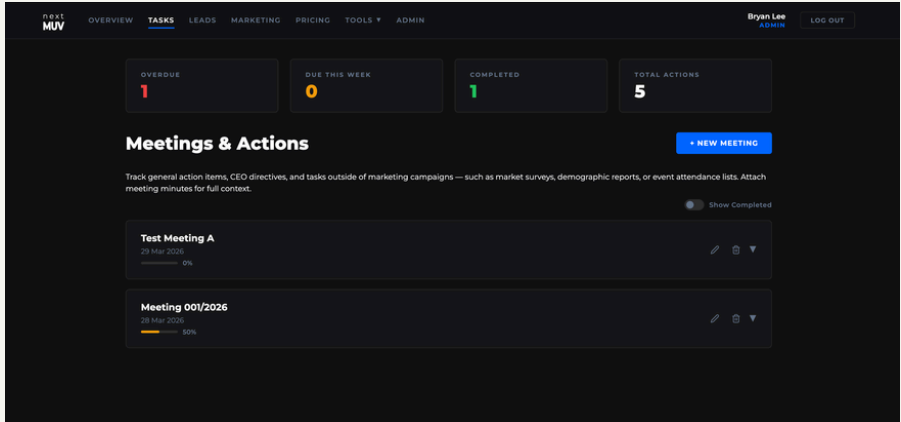 next
MUV
OVERVIEW TASKS LEADS MARKETING PRICING TOOLS ▼ ADMIN
Bryan Lee
ADMIN
LOG OUT
OVERDUE
1
DUE THIS WEEK
0
COMPLETED
1
TOTAL ACTIONS
5
Meetings & Actions
+ NEW MEETING
Track general action items, CEO directives, and tasks outside of marketing campaigns — such as market surveys, demographic reports, or event attendance lists. Attach
meeting minutes for full context.
Show Completed
Test Meeting A
29 Mar 2026
0%
Meeting 001/2026
28 Mar 2026
50%